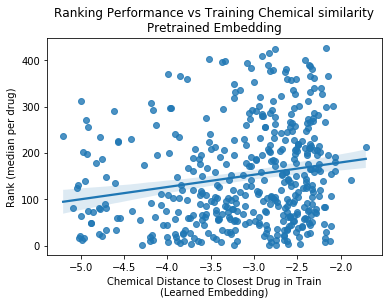 Ranking Performance vs Training Chemical similarity
Pretrained Embedding
Rank (median per drug)
400
300
200
100
0
−5.0 −4.5 −4.0 −3.5 −3.0 −2.5 −2.0
Chemical Distance to Closest Drug in Train
(Learned Embedding)